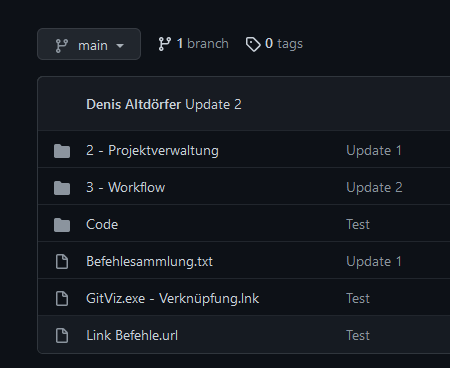 main 1 branch 0 tags
Denis Altdörfer Update 2
2 - Projektverwaltung Update 1
3 - Workflow Update 2
Code Test
Befehlesammlung.txt Update 1
GitViz.exe - Verknüpfung.lnk Test
Link Befehle.url Test